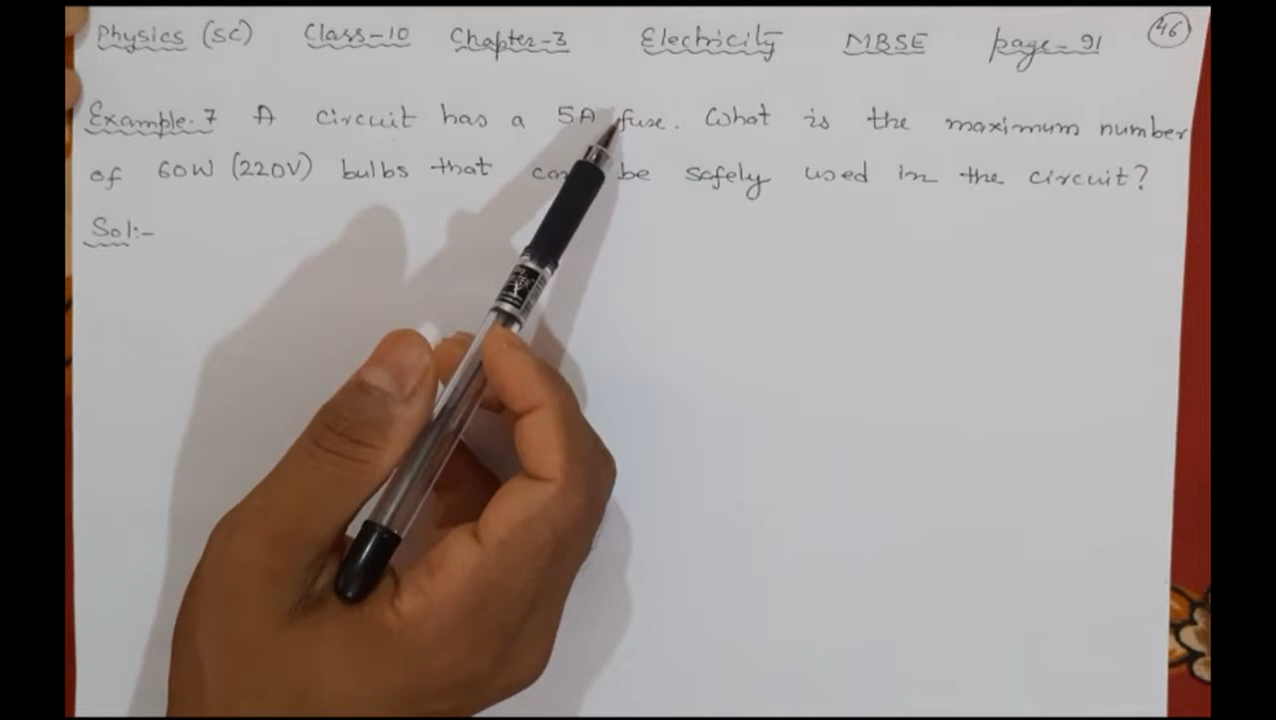 Physics (SC) Class-10 Chapter-3 Electricity MBSE page-91 46
Example.7 A circuit has a 5A fuse. What is the maximum number
of 60W (220V) bulbs that can be safely used in the circuit?
Sol:-